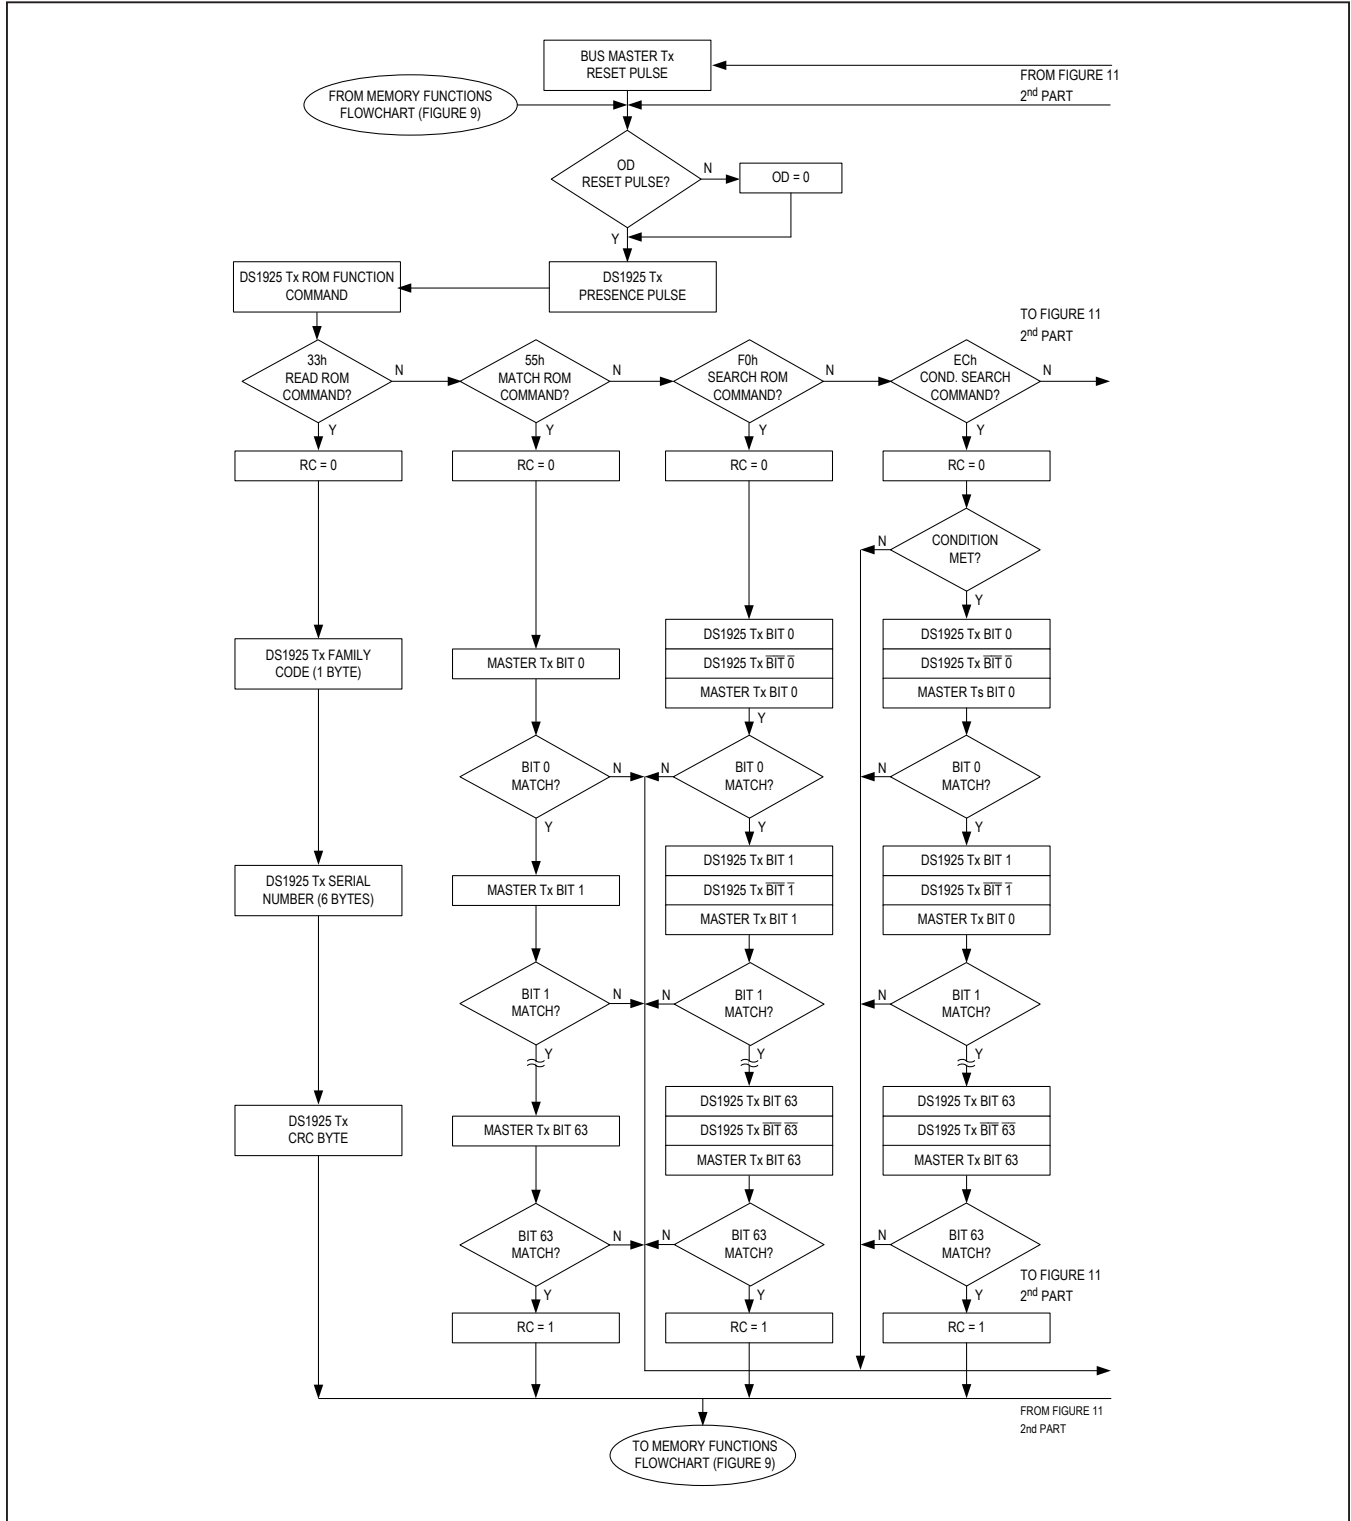 BUS MASTER Tx
RESET PULSE
FROM FIGURE 11
2nd PART
FROM MEMORY FUNCTIONS
FLOWCHART (FIGURE 9)
OD
RESET PULSE?
N
OD = 0
Y
DS1925 Tx ROM FUNCTION
COMMAND
DS1925 Tx
PRESENCE PULSE
TO FIGURE 11
2nd PART
33h
READ ROM
COMMAND?
N
55h
MATCH ROM
COMMAND?
N
F0h
SEARCH ROM
COMMAND?
N
ECh
COND. SEARCH
COMMAND?
N
Y
Y
Y
Y
RC = 0
RC = 0
RC = 0
RC = 0
N
CONDITION
MET?
Y
DS1925 Tx FAMILY
CODE (1 BYTE)
MASTER Tx BIT 0
DS1925 Tx BIT 0
DS1925 Tx B̅I̅T̅ 0̅
MASTER Tx BIT 0
Y
DS1925 Tx BIT 0
DS1925 Tx B̅I̅T̅ 0̅
MASTER Ts BIT 0
BIT 0
MATCH?
N
N
BIT 0
MATCH?
N
BIT 0
MATCH?
Y
Y
Y
DS1925 Tx SERIAL
NUMBER (6 BYTES)
MASTER Tx BIT 1
DS1925 Tx BIT 1
DS1925 Tx B̅I̅T̅ 1̅
MASTER Tx BIT 1
DS1925 Tx BIT 1
DS1925 Tx B̅I̅T̅ 1̅
MASTER Tx BIT 0
BIT 1
MATCH?
N
N
BIT 1
MATCH?
N
BIT 1
MATCH?
Y
Y
Y
DS1925 Tx
CRC BYTE
MASTER Tx BIT 63
DS1925 Tx BIT 63
DS1925 Tx B̅I̅T̅ 6̅3̅
MASTER Tx BIT 63
DS1925 Tx BIT 63
DS1925 Tx B̅I̅T̅ 6̅3̅
MASTER Tx BIT 63
BIT 63
MATCH?
N
N
BIT 63
MATCH?
N
BIT 63
MATCH?
TO FIGURE 11
2nd PART
Y
Y
Y
RC = 1
RC = 1
RC = 1
FROM FIGURE 11
2nd PART
TO MEMORY FUNCTIONS
FLOWCHART (FIGURE 9)